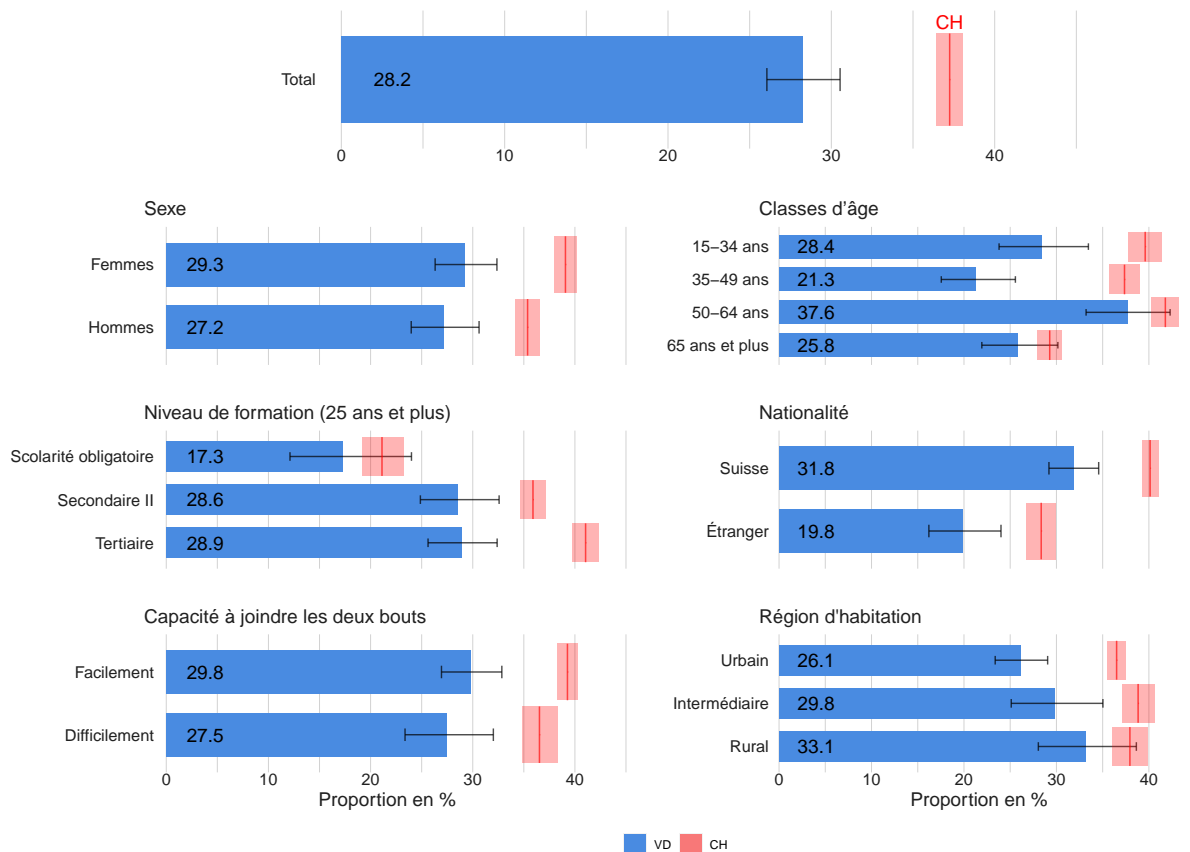 CH
Total
28.2
0 10 20 30 40
Sexe
Femmes
29.3
Hommes
27.2
Classes d'âge
15−34 ans
28.4
35−49 ans
21.3
50−64 ans
37.6
65 ans et plus
25.8
Niveau de formation (25 ans et plus)
Scolarité obligatoire
17.3
Secondaire II
28.6
Tertiaire
28.9
Nationalité
Suisse
31.8
Étranger
19.8
Capacité à joindre les deux bouts
Facilement
29.8
Difficilement
27.5
0 10 20 30 40
Proportion en %
Région d'habitation
Urbain
26.1
Intermédiaire
29.8
Rural
33.1
0 10 20 30 40
Proportion en %
VD CH